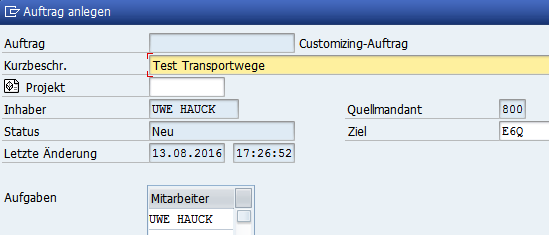 Auftrag anlegen
Auftrag Customizing-Auftrag
Kurzbeschr. Test Transportwege
Projekt
Inhaber UWE HAUCK Quellmandant 800
Status Neu Ziel E6Q
Letzte Änderung 13.08.2016 17:26:52
Aufgaben Mitarbeiter
UWE HAUCK